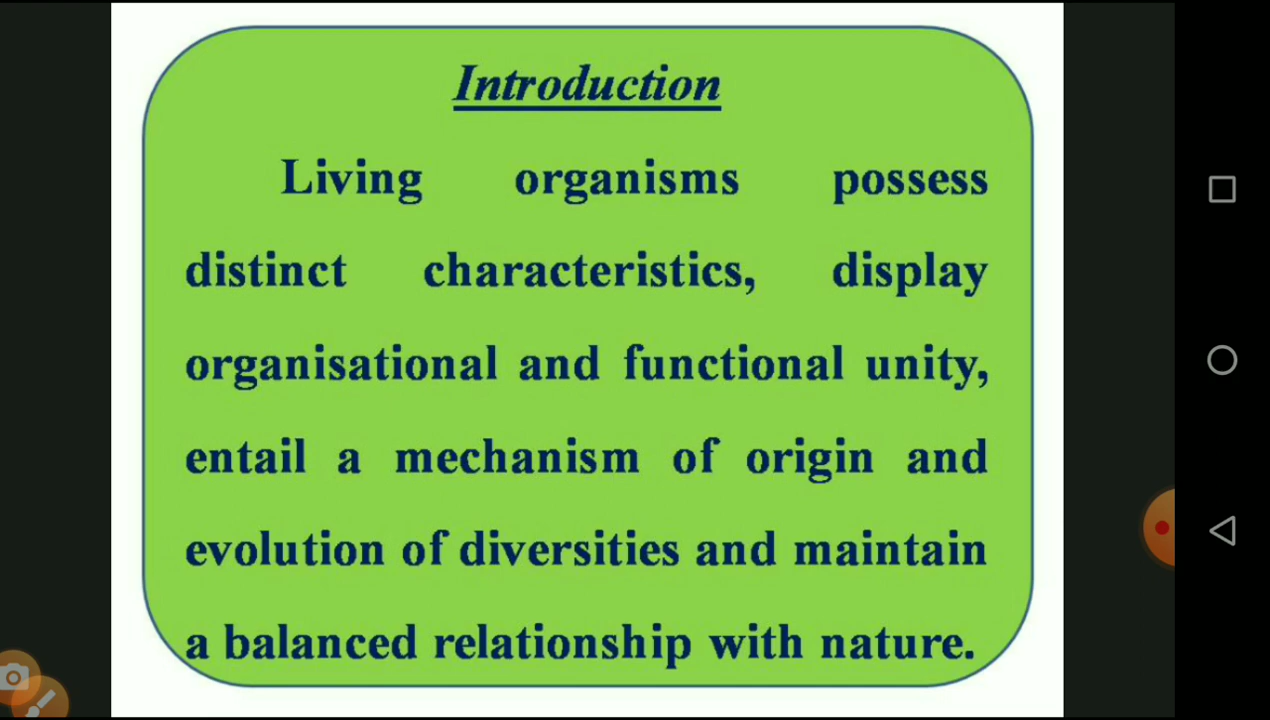 Introduction
Living organisms possess
distinct characteristics, display
organisational and functional unity,
entail a mechanism of origin and
evolution of diversities and maintain
a balanced relationship with nature.